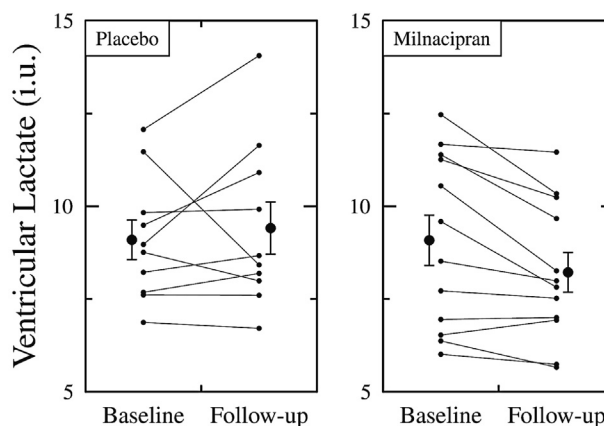 Ventricular Lactate (i.u.)
15
10
5
Placebo
Baseline
Follow-up
15
10
5
Milnacipran
Baseline
Follow-up